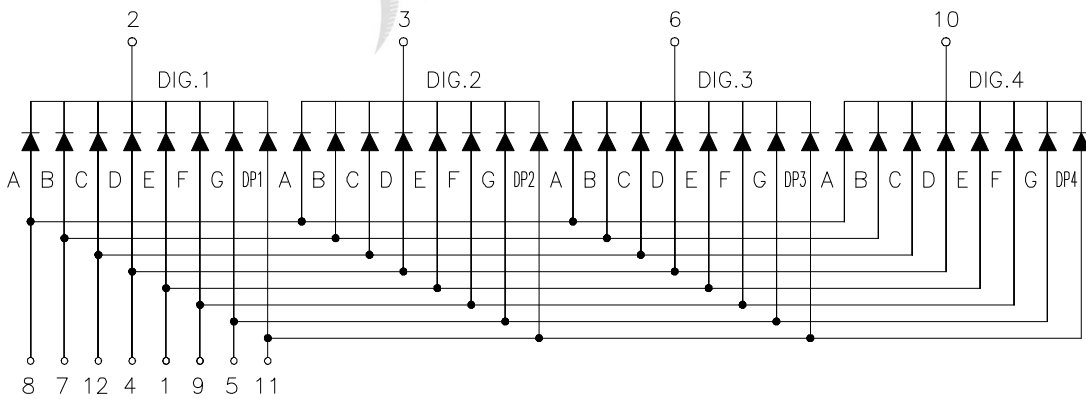 2 3 6 10
DIG.1 DIG.2 DIG.3 DIG.4
A B C D E F G DP1 A B C D E F G DP2 A B C D E F G DP3 A B C D E F G DP4
8 7 12 4 1 9 5 11